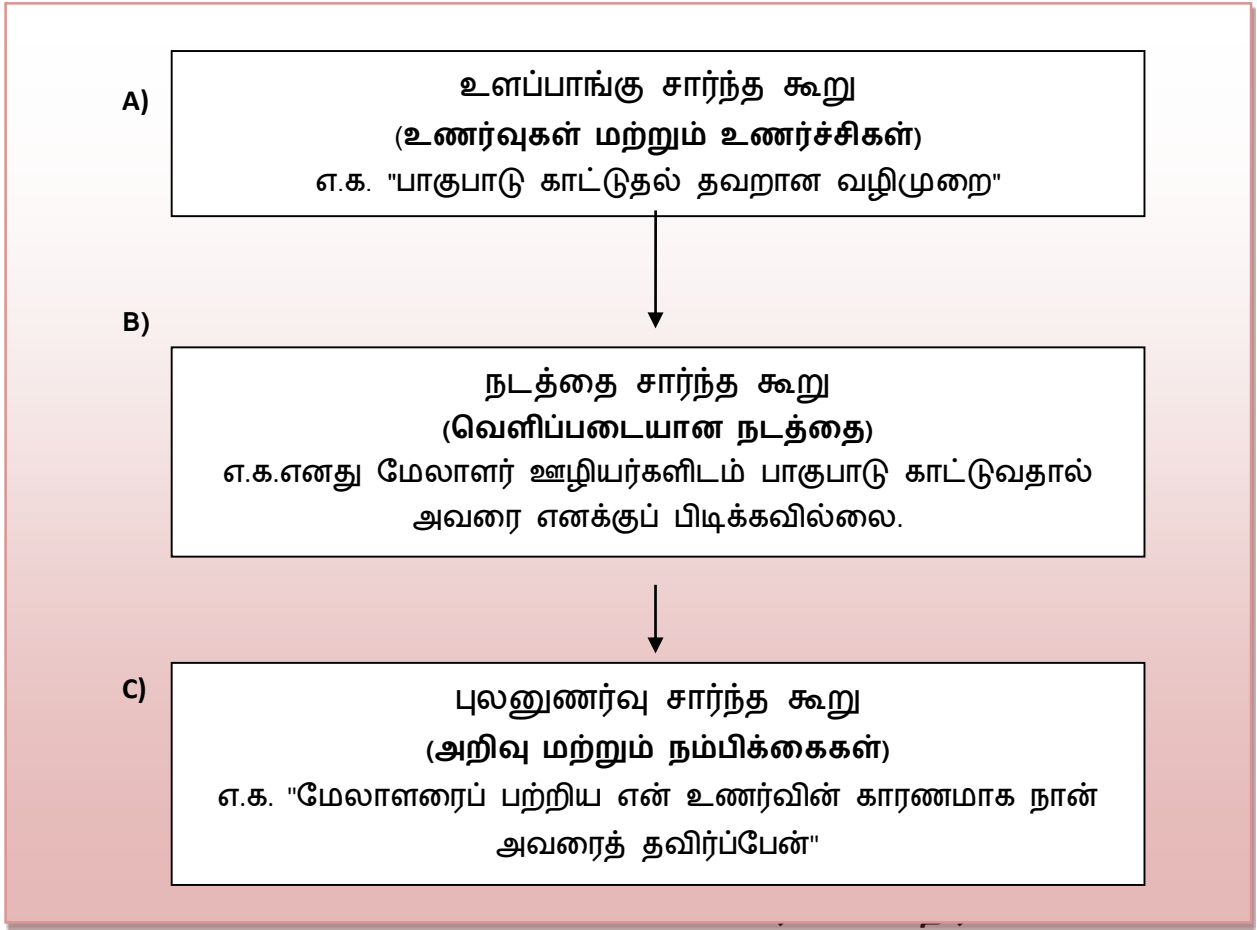 A)
உளப்பாங்கு சார்ந்த கூறு
(உணர்வுகள் மற்றும் உணர்ச்சிகள்)
எ.க. "பாகுபாடு காட்டுதல் தவறான வழிமுறை"
B)
நடத்தை சார்ந்த கூறு
(வெளிப்படையான நடத்தை)
எ.க.எனது மேலாளர் ஊழியர்களிடம் பாகுபாடு காட்டுவதால்
அவரை எனக்குப் பிடிக்கவில்லை.
C)
புலனுணர்வு சார்ந்த கூறு
(அறிவு மற்றும் நம்பிக்கைகள்)
எ.க. "மேலாளரைப் பற்றிய என் உணர்வின் காரணமாக நான்
அவரைத் தவிர்ப்பேன்"